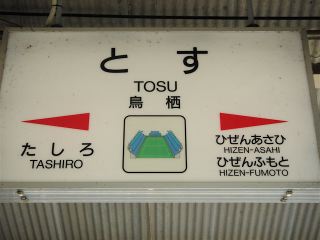 とす
TOSU
鳥栖
たしろ
TASHIRO
ひぜんあさひ
HIZEN-ASAHI
ひぜんふもと
HIZEN-FUMOTO